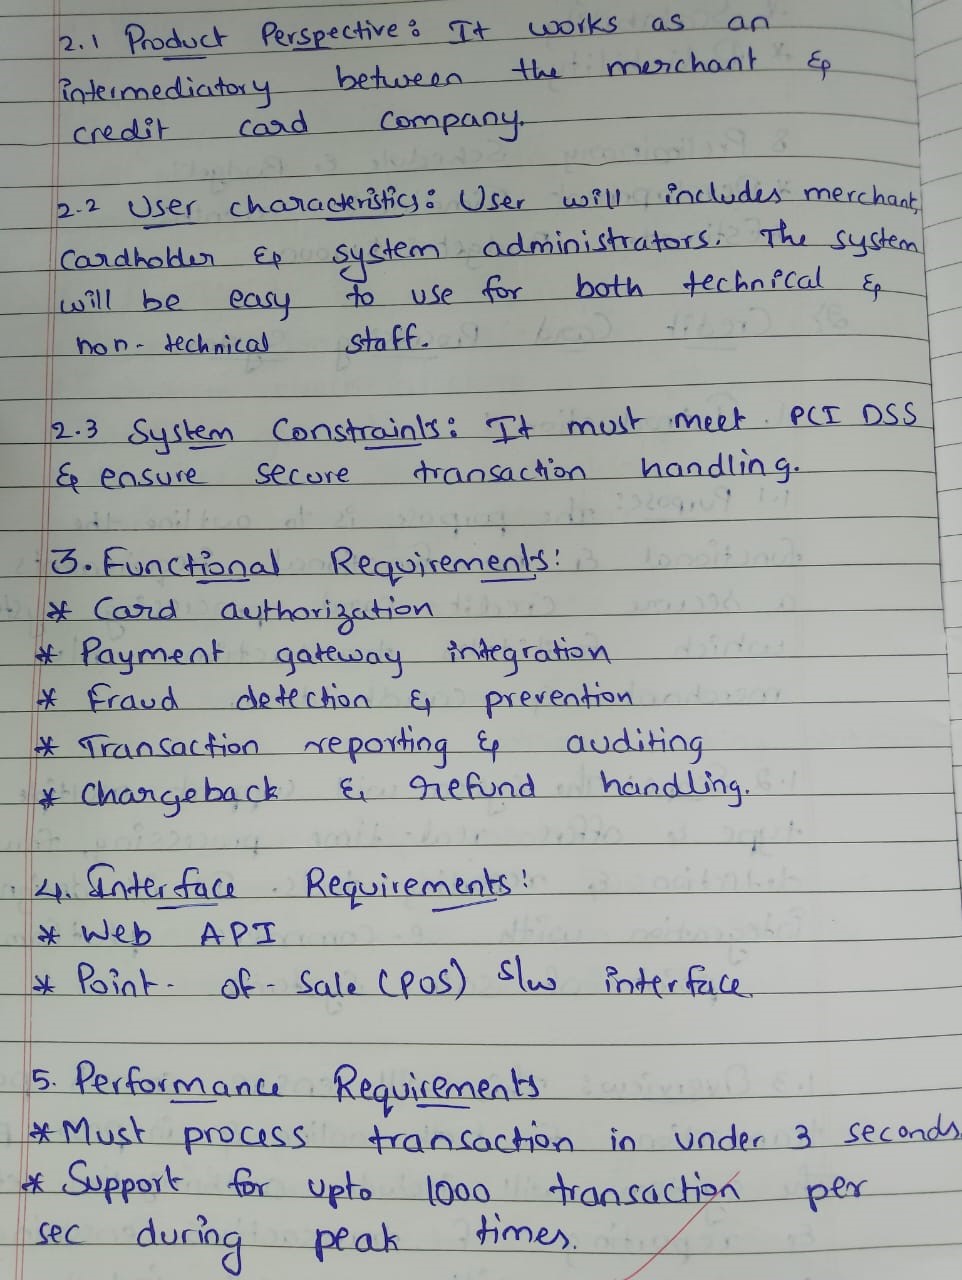 2.1 Product Perspective: It works as an
intermediatory between the merchant &
credit card company.
2.2 User characteristics: User will includes merchant,
Cardholder & system administrators. The system
will be easy to use for both technical &
non-technical staff.
2.3 System Constraints: It must meet PCI DSS
& ensure secure transaction handling.
3. Functional Requirements:
* Card authorization
* Payment gateway integration
* Fraud detection & prevention
* Transaction reporting & auditing
* Chargeback & refund handling.
4. Interface Requirements:
* Web API
* Point-of-Sale (POS) s/w interface
5. Performance Requirements
* Must process transaction in under 3 seconds
* Support for upto 1000 transaction per
sec during peak times.